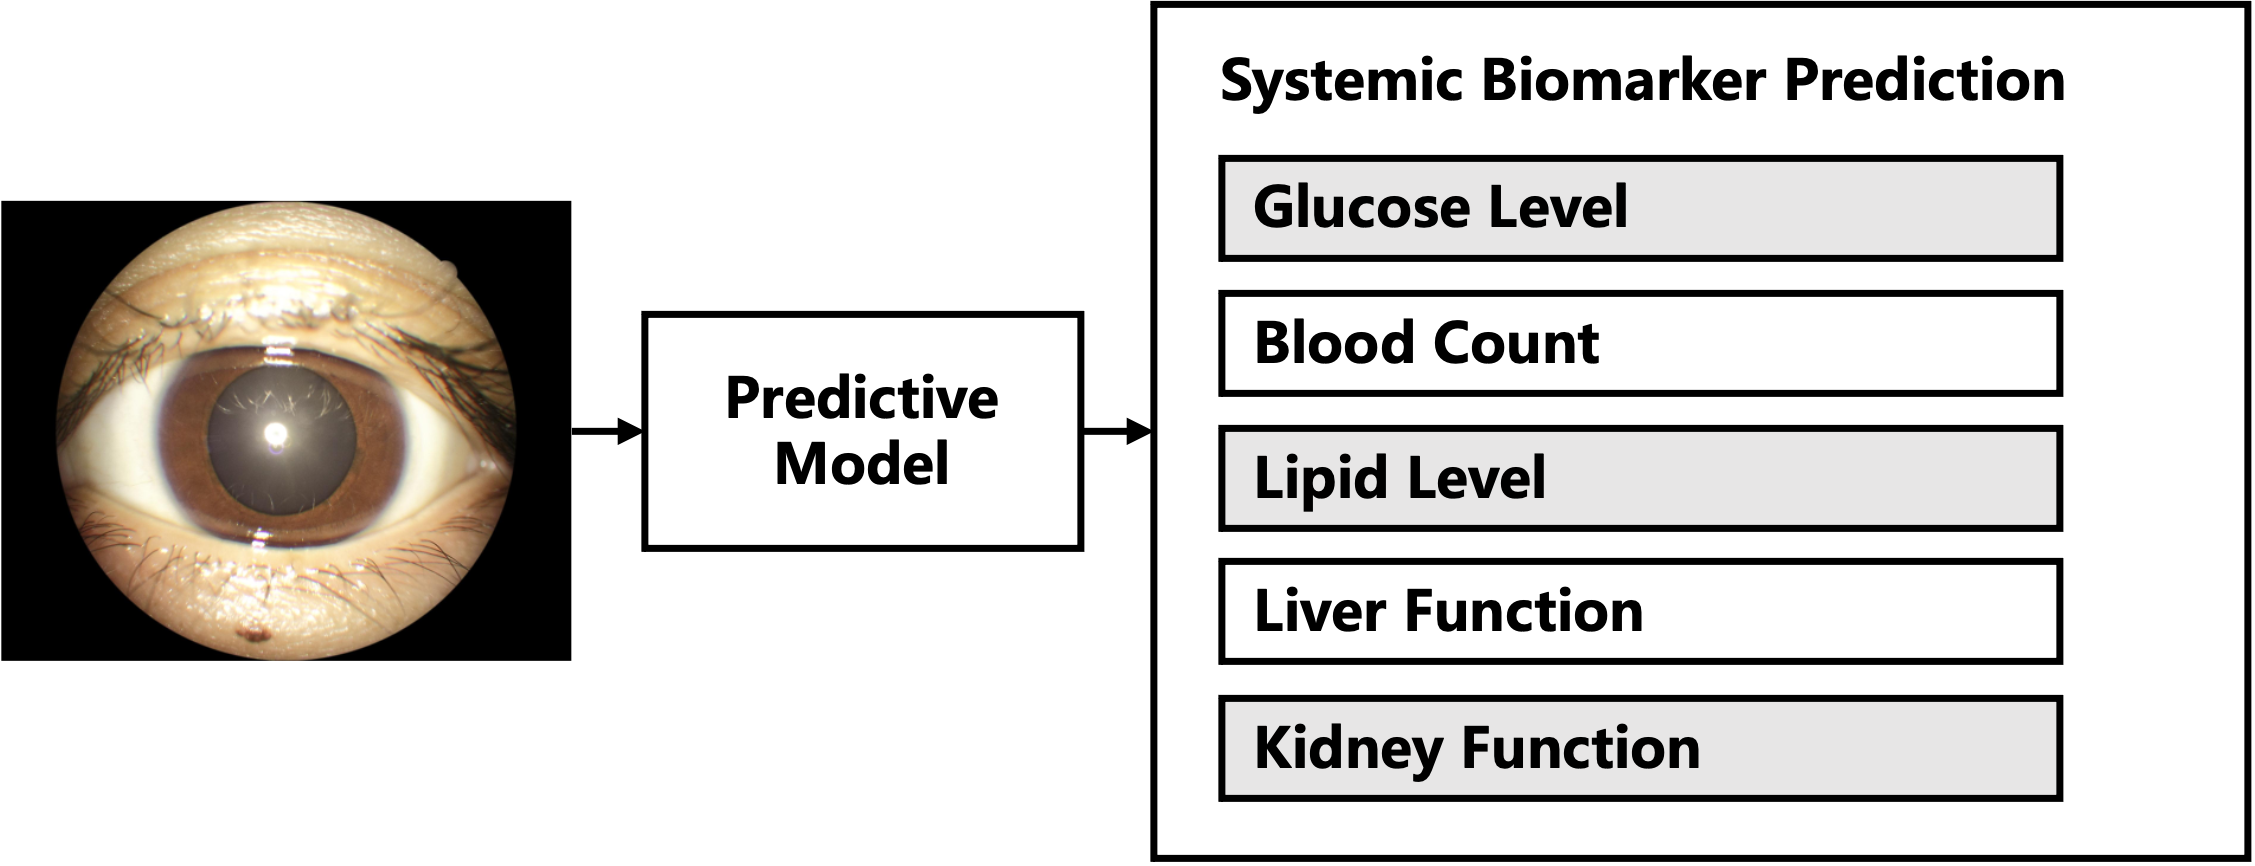 Systemic Biomarker Prediction
Glucose Level
Blood Count
Predictive
Model
Lipid Level
Liver Function
Kidney Function